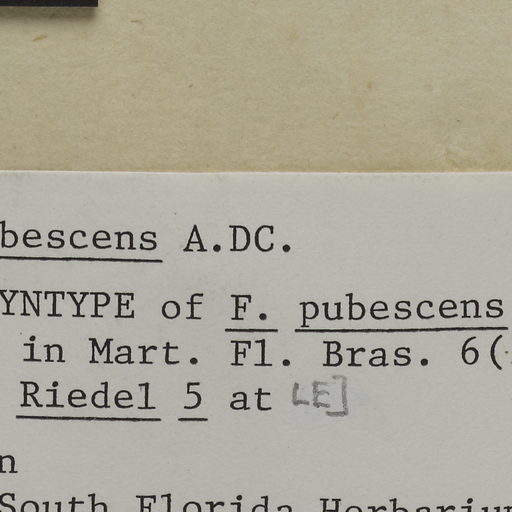 bescens A.DC.
YNTYPE of F. pubescens
in Mart. Fl. Bras. 6(
Riedel 5 at LE]
n
South Florida Herbarium